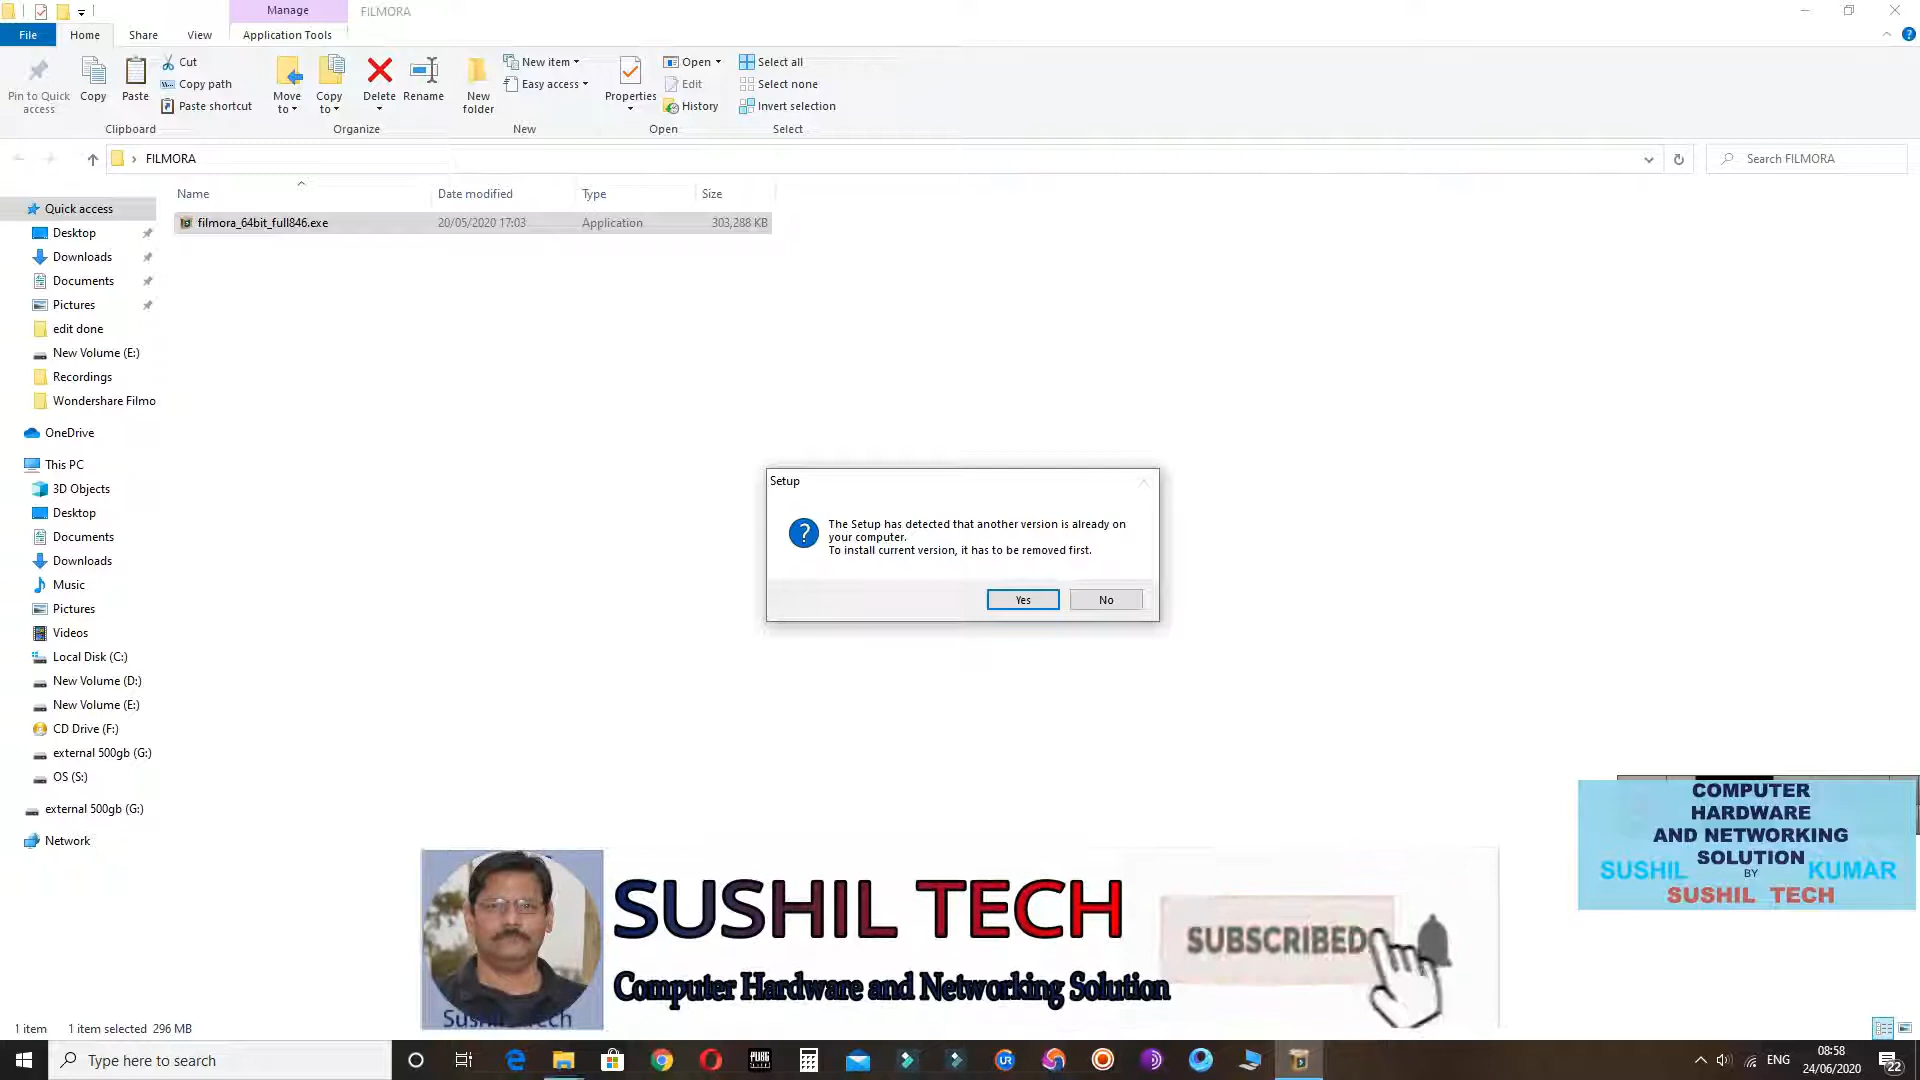 Manage
FILMORA
File
Home
Share
View
Application Tools
Pin to Quick access
Copy
Paste
Cut
Copy path
Paste shortcut
Clipboard
Move to
Copy to
Delete
Rename
Organize
New folder
New item
Easy access
New
Properties
Open
Edit
History
Open
Select all
Select none
Invert selection
Select
FILMORA
Search FILMORA
Name
Date modified
Type
Size
filmora_64bit_full846.exe
20/05/2020 17:03
Application
303,288 KB
Quick access
Desktop
Downloads
Documents
Pictures
edit done
New Volume (E:)
Recordings
Wondershare Filmo
OneDrive
This PC
3D Objects
Desktop
Documents
Downloads
Music
Pictures
Videos
Local Disk (C:)
New Volume (D:)
New Volume (E:)
CD Drive (F:)
external 500gb (G:)
OS (S:)
external 500gb (G:)
Network
Setup
The Setup has detected that another version is already on
your computer.
To install current version, it has to be removed first.
Yes
No
COMPUTER
HARDWARE
AND NETWORKING
SOLUTION
SUSHIL BY KUMAR
SUSHIL TECH
SUSHIL TECH
Computer Hardware and Networking Solution
SUBSCRIBED
1 item
1 item selected 296 MB
Type here to search
PUBG
UR
ENG
08:58
24/06/2020
22